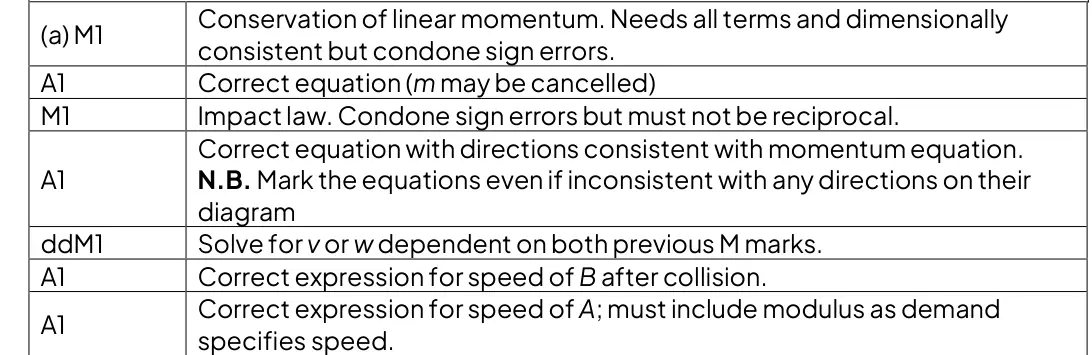 (a) M1
Conservation of linear momentum. Needs all terms and dimensionally
consistent but condone sign errors.
A1
Correct equation (m may be cancelled)
M1
Impact law. Condone sign errors but must not be reciprocal.
A1
Correct equation with directions consistent with momentum equation.
N.B. Mark the equations even if inconsistent with any directions on their
diagram
ddM1
Solve for v or w dependent on both previous M marks.
A1
Correct expression for speed of B after collision.
A1
Correct expression for speed of A; must include modulus as demand
specifies speed.